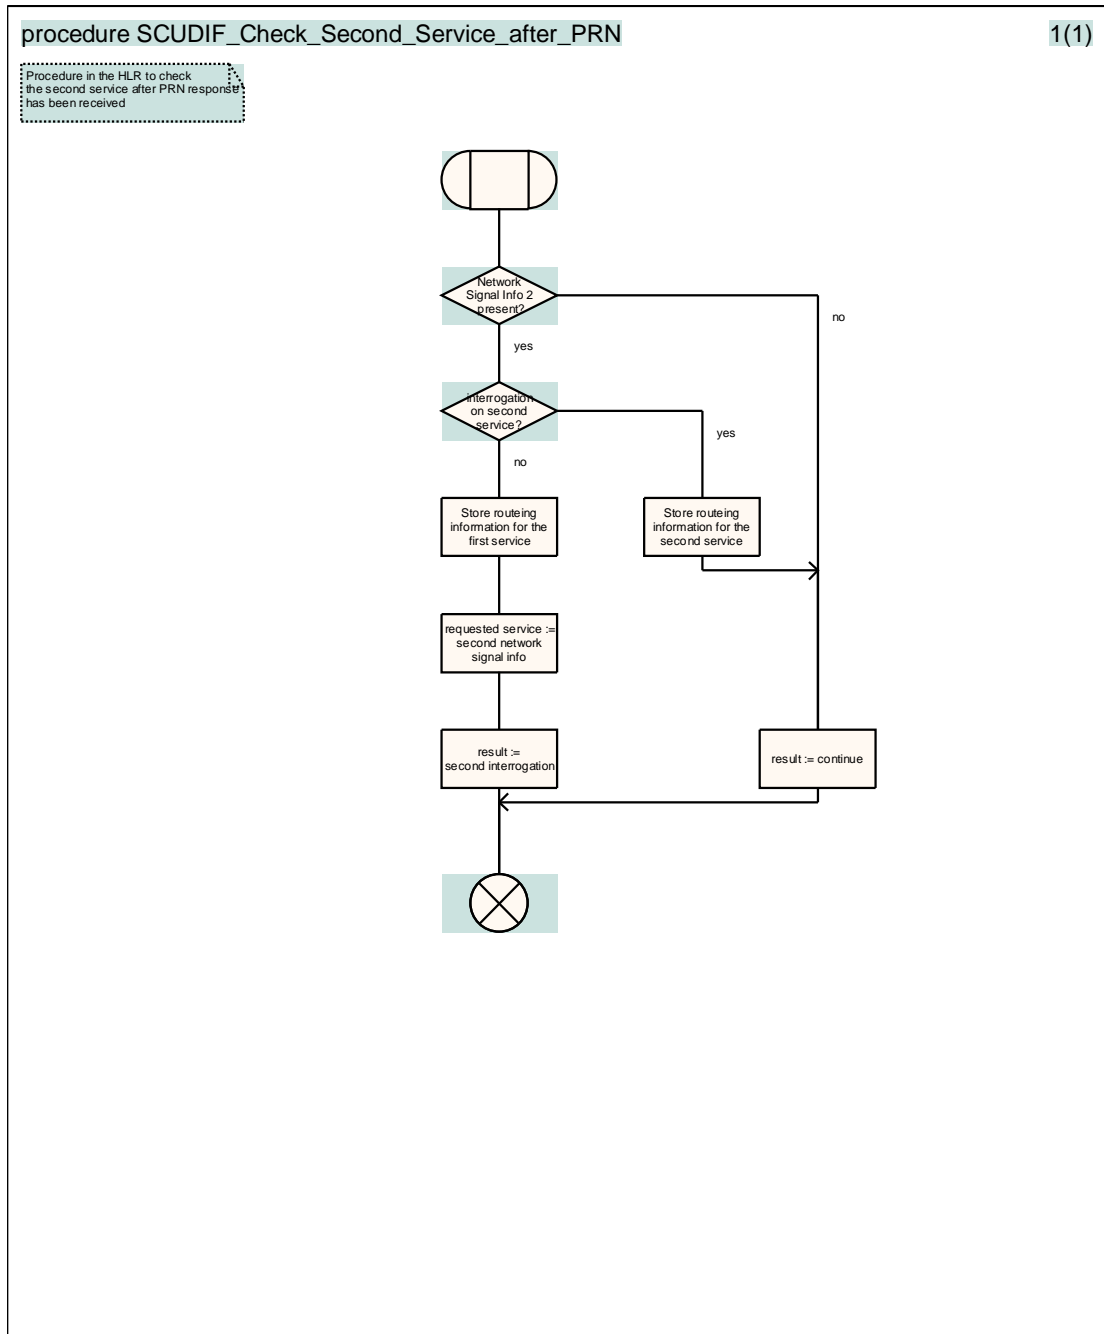 procedure SCUDIF_Check_Second_Service_after_PRN
1(1)
Procedure in the HLR to check
the second service after PRN response
has been received
Network
Signal Info 2
present?
no
yes
interrogation
on second
service?
yes
no
Store routeing
information for the
first service
Store routeing
information for the
second service
requested service :=
second network
signal info
result :=
second interrogation
result := continue